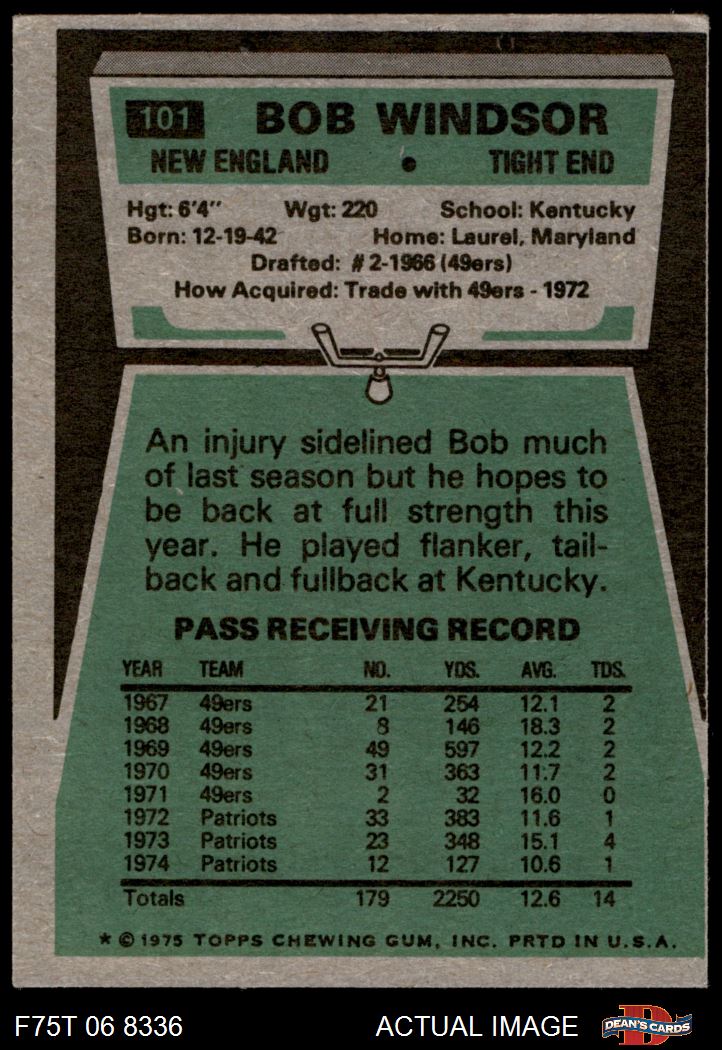 101 BOB WINDSOR
NEW ENGLAND • TIGHT END
Hgt: 6'4" Wgt: 220 School: Kentucky
Born: 12-19-42 Home: Laurel, Maryland
Drafted: #2-1966 (49ers)
How Acquired: Trade with 49ers - 1972
An injury sidelined Bob much
of last season but he hopes to
be back at full strength this
year. He played flanker, tail-
back and fullback at Kentucky.
PASS RECEIVING RECORD
YEAR TEAM NO. YDS. AVG. TDS.
1967 49ers 21 254 12.1 2
1968 49ers 8 146 18.3 2
1969 49ers 49 597 12.2 2
1970 49ers 31 363 11.7 2
1971 49ers 2 32 16.0 0
1972 Patriots 33 383 11.6 1
1973 Patriots 23 348 15.1 4
1974 Patriots 12 127 10.6 1
Totals 179 2250 12.6 14
* © 1975 TOPPS CHEWING GUM, INC. PRTD IN U.S.A.
F75T 06 8336 ACTUAL IMAGE D DEAN'S CARDS